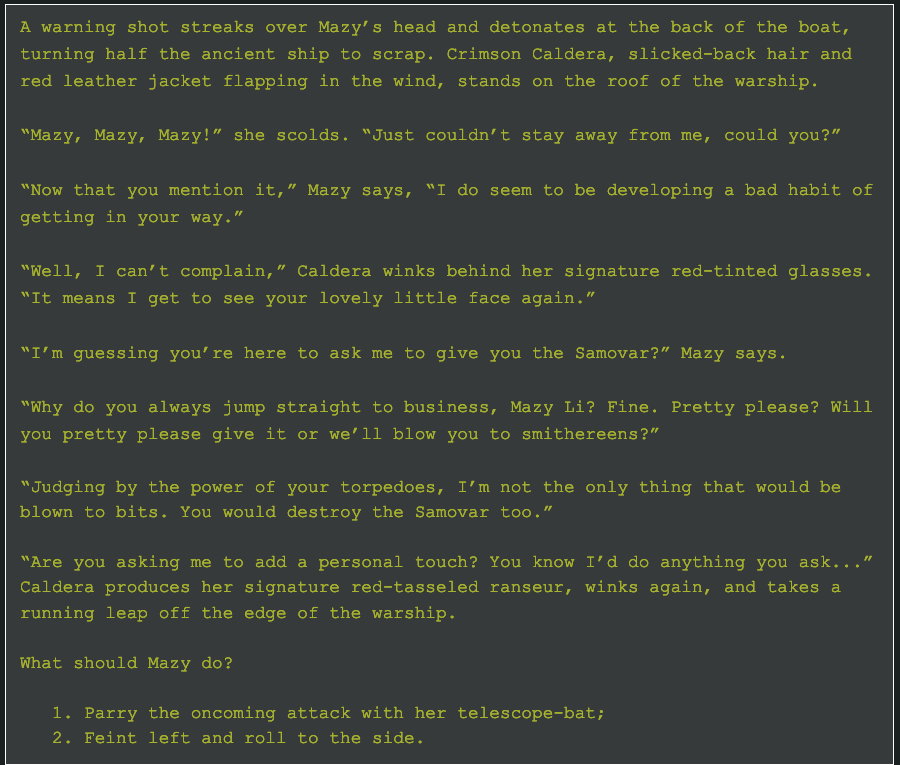 A warning shot streaks over Mazy’s head and detonates at the back of the boat,
turning half the ancient ship to scrap. Crimson Caldera, slicked-back hair and
red leather jacket flapping in the wind, stands on the roof of the warship.
“Mazy, Mazy, Mazy!” she scolds. “Just couldn’t stay away from me, could you?”
“Now that you mention it,” Mazy says, “I do seem to be developing a bad habit of
getting in your way.”
“Well, I can’t complain,” Caldera winks behind her signature red-tinted glasses.
“It means I get to see your lovely little face again.”
“I’m guessing you’re here to ask me to give you the Samovar?” Mazy says.
“Why do you always jump straight to business, Mazy Li? Fine. Pretty please? Will
you pretty please give it or we’ll blow you to smithereens?”
“Judging by the power of your torpedoes, I’m not the only thing that would be
blown to bits. You would destroy the Samovar too.”
“Are you asking me to add a personal touch? You know I’d do anything you ask...”
Caldera produces her signature red-tasseled ranseur, winks again, and takes a
running leap off the edge of the warship.
What should Mazy do?
1. Parry the oncoming attack with her telescope-bat;
2. Feint left and roll to the side.